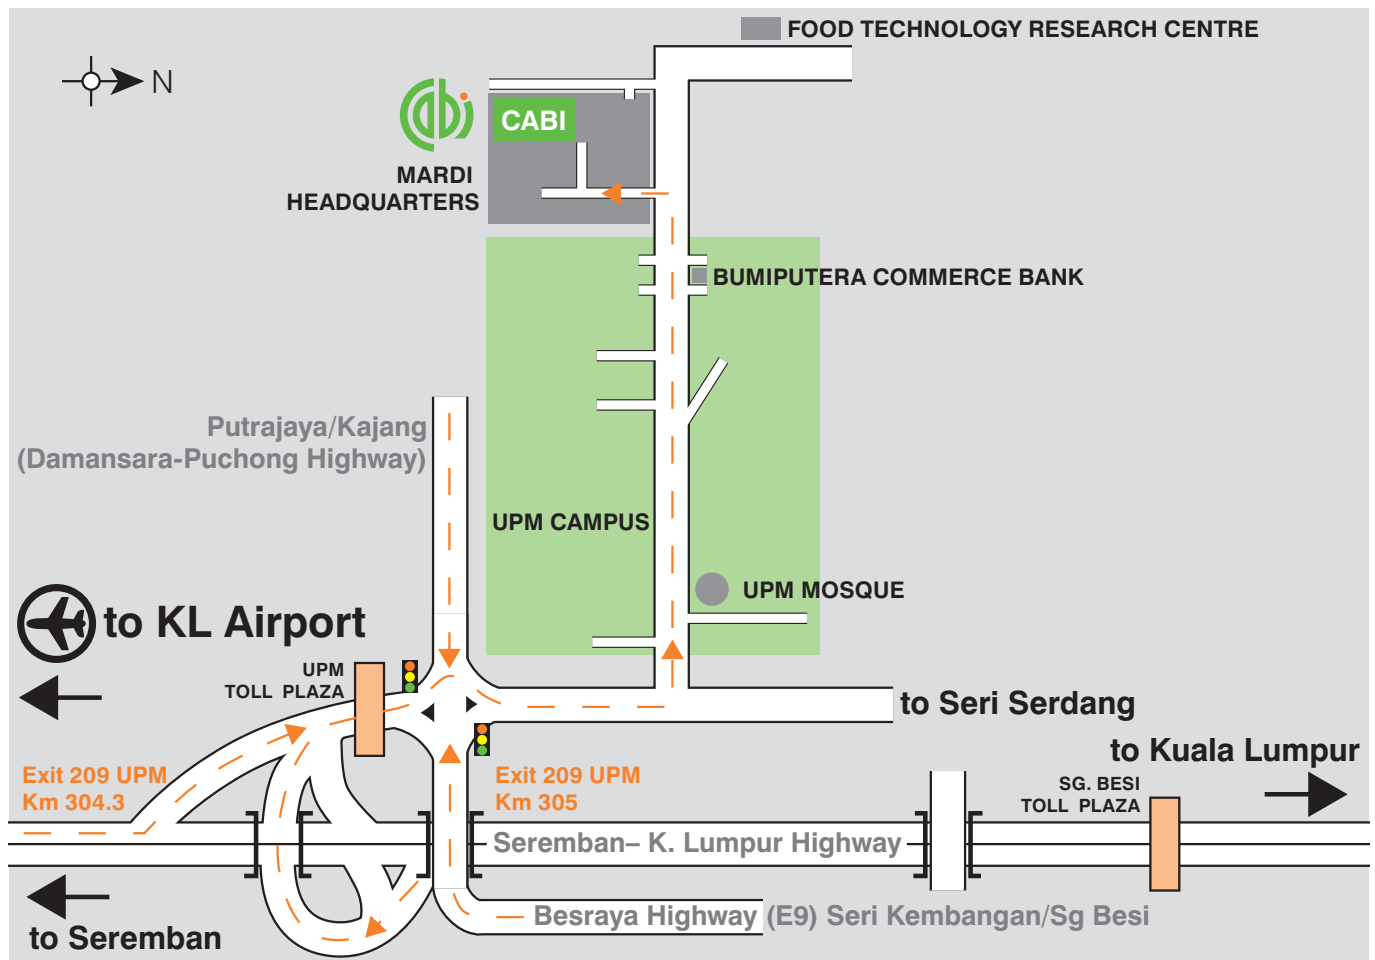 FOOD TECHNOLOGY RESEARCH CENTRE
N
cabi
CABI
MARDI
HEADQUARTERS
BUMIPUTERA COMMERCE BANK
Putrajaya/Kajang
(Damansara-Puchong Highway)
UPM CAMPUS
UPM MOSQUE
to KL Airport
UPM
TOLL PLAZA
to Seri Serdang
to Kuala Lumpur
Exit 209 UPM
Km 304.3
Exit 209 UPM
Km 305
SG. BESI
TOLL PLAZA
Seremban– K. Lumpur Highway
Besraya Highway (E9) Seri Kembangan/Sg Besi
to Seremban